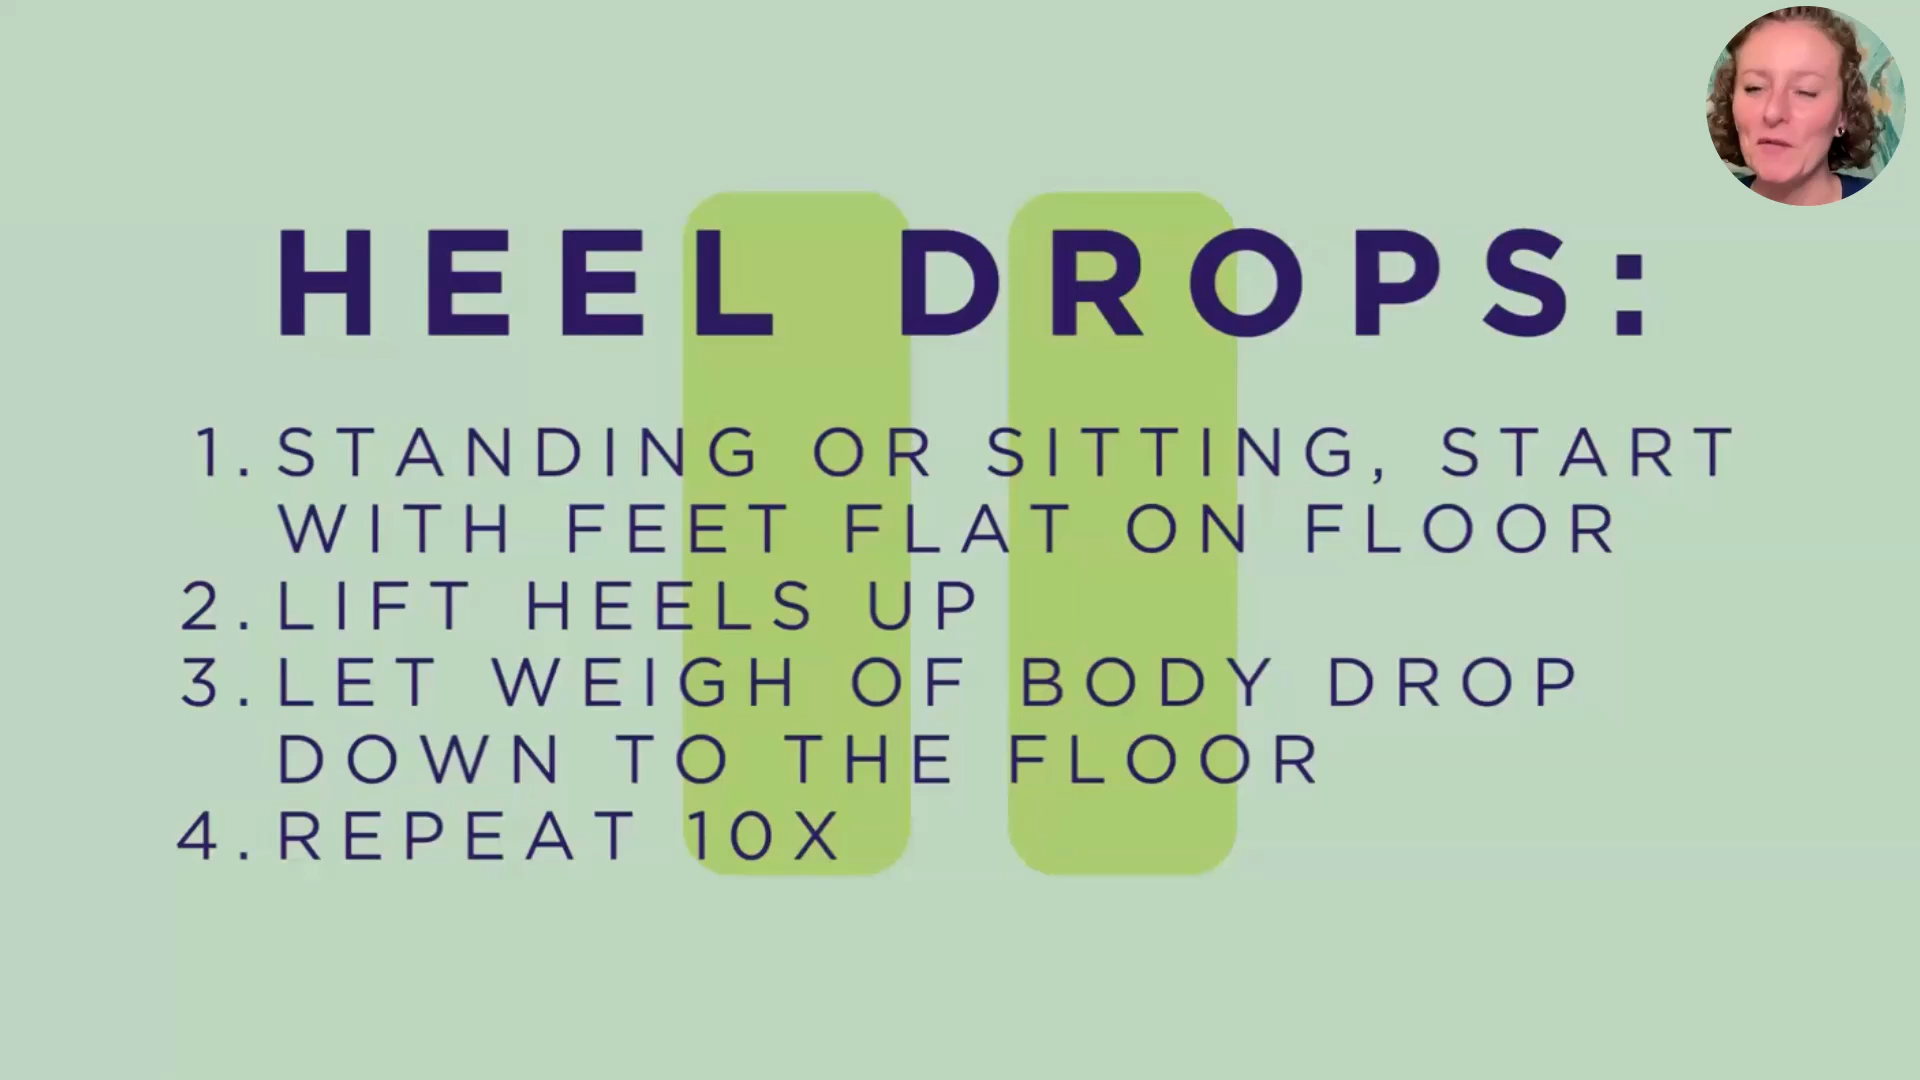 HEEL DROPS:
1. STANDING OR SITTING, START
WITH FEET FLAT ON FLOOR
2. LIFT HEELS UP
3. LET WEIGH OF BODY DROP
DOWN TO THE FLOOR
4. REPEAT 10X